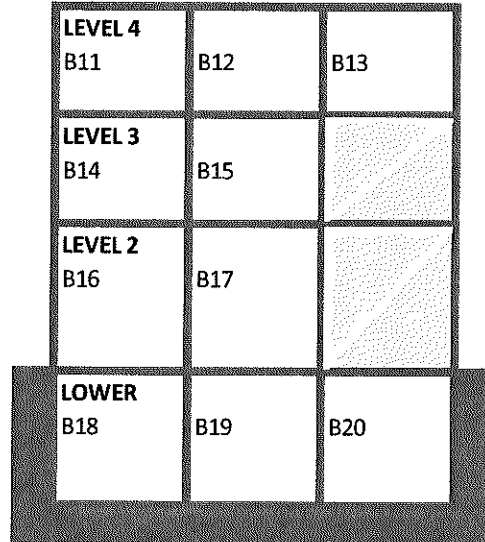 LEVEL 4
B11 B12 B13
LEVEL 3
B14 B15
LEVEL 2
B16 B17
LOWER
B18 B19 B20